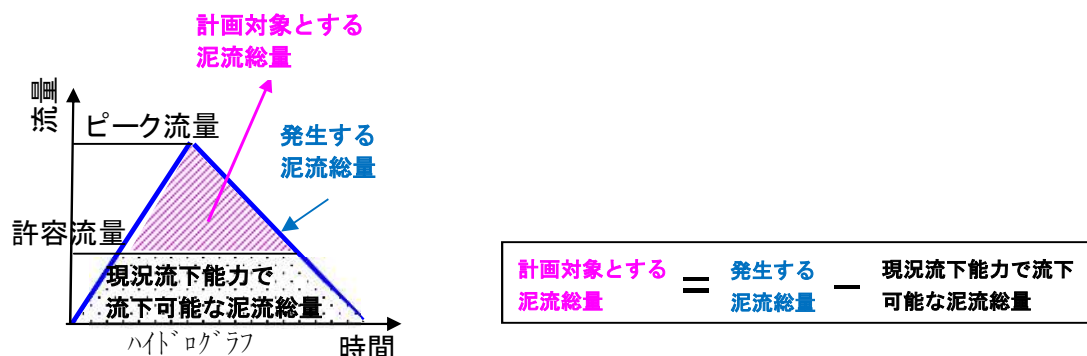 計画対象とする
泥流総量
流量
ピーク流量
発生する
泥流総量
許容流量
現況流下能力で
流下可能な泥流総量
ハイドログラフ
時間
計画対象とする
泥流総量
=
発生する
泥流総量
−
現況流下能力で流下
可能な泥流総量